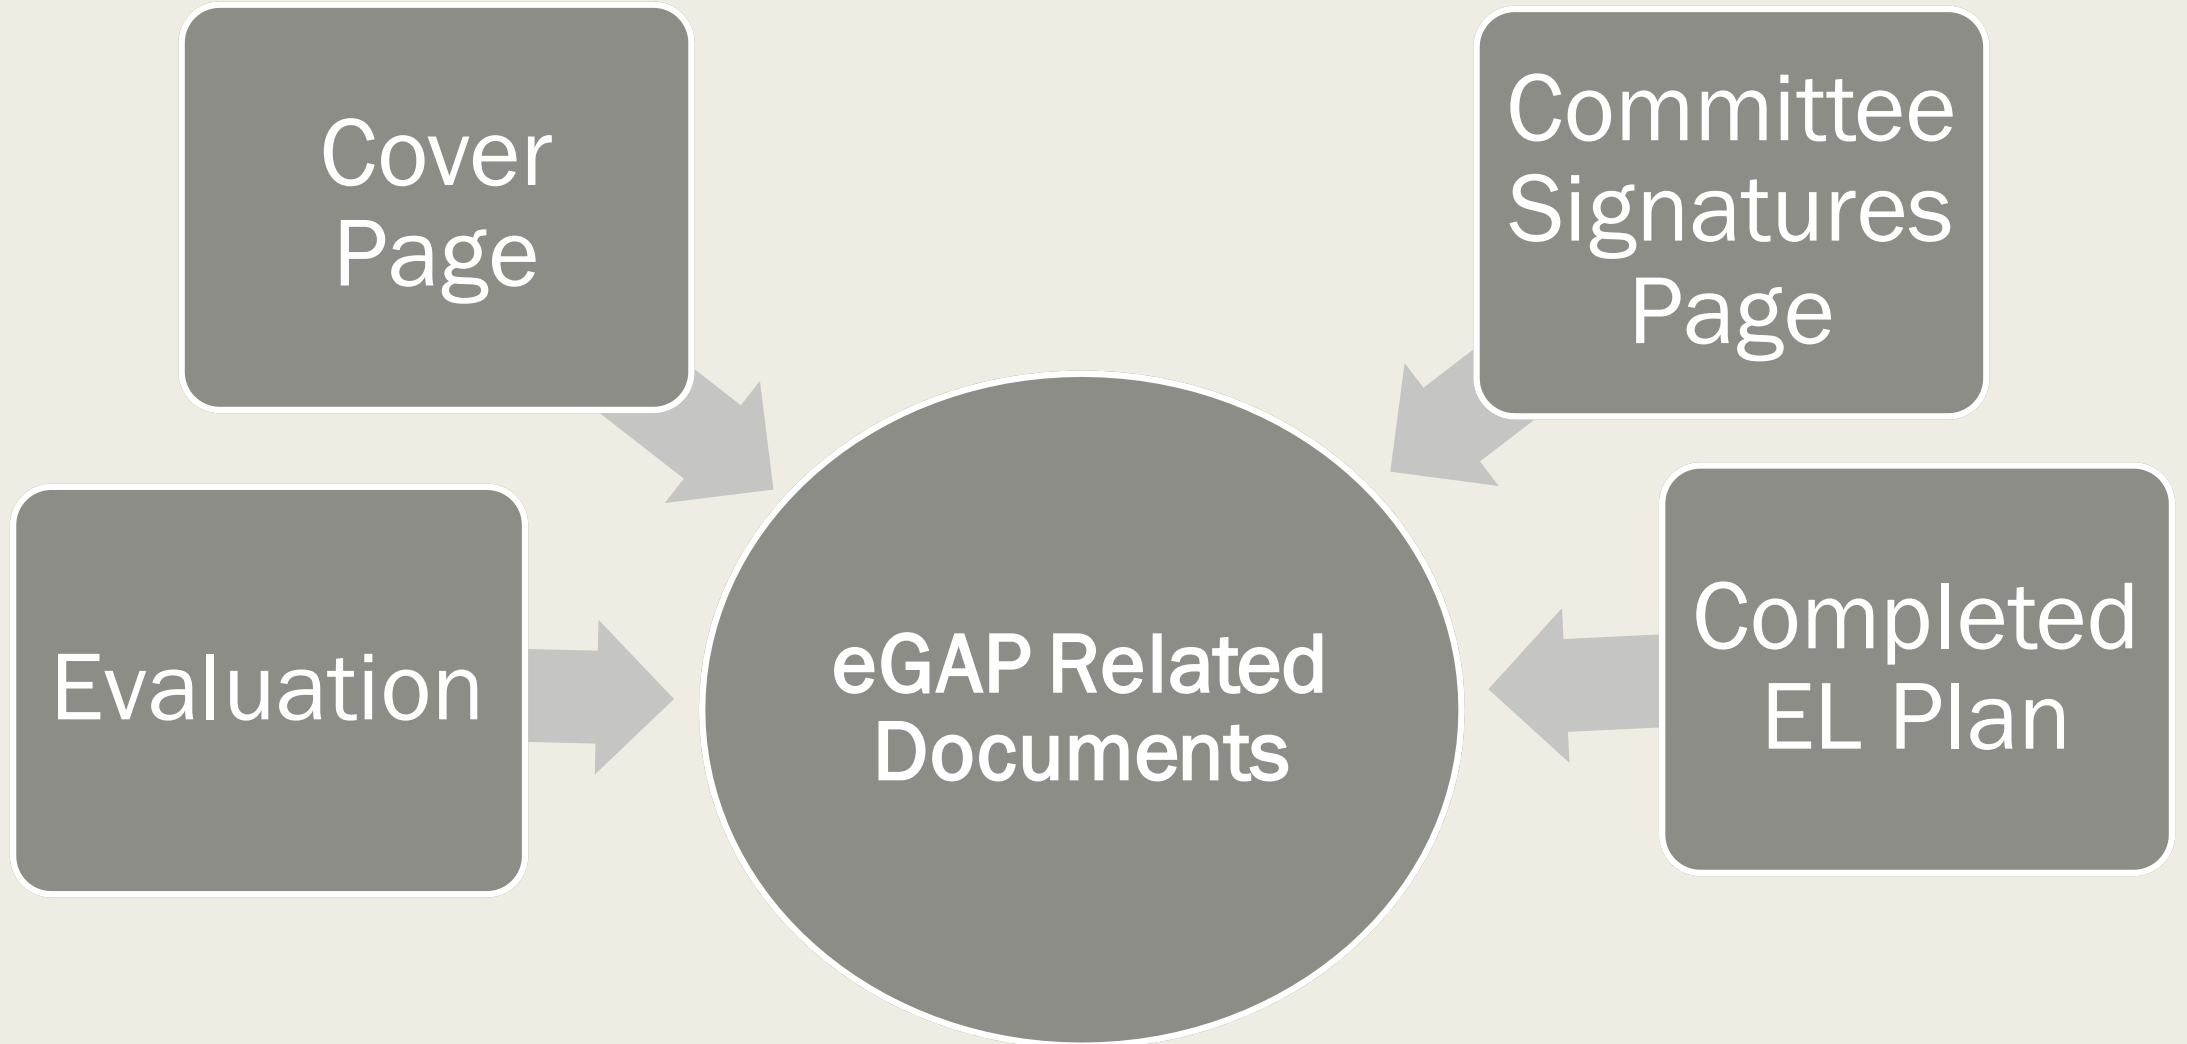 Cover
Page
Committee
Signatures
Page
Evaluation
eGAP Related
Documents
Completed
EL Plan